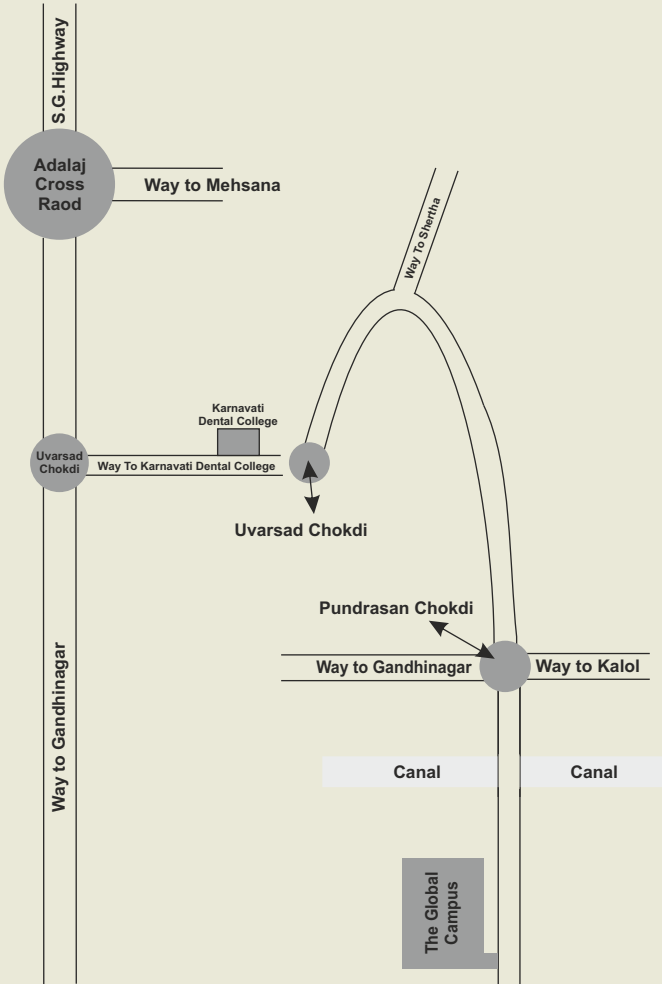 S.G.Highway
Adalaj
Cross
Raod
Way to Mehsana
Way To Shertha
Karnavati
Dental College
Uvarsad
Chokdi
Way To Karnavati Dental College
Uvarsad Chokdi
Pundrasan Chokdi
Way to Gandhinagar
Way to Kalol
Way to Gandhinagar
Canal
Canal
The Global
Campus